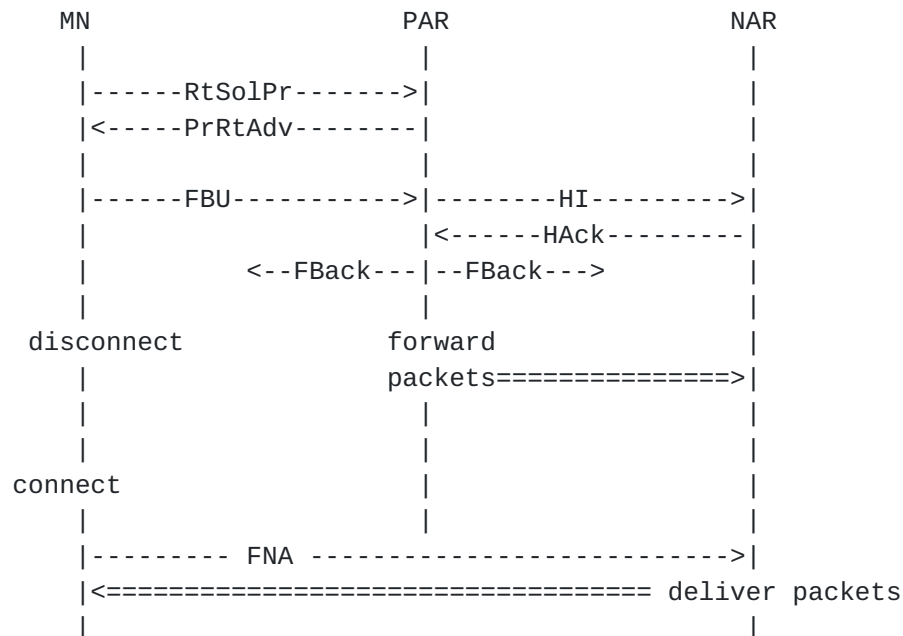 MN PAR NAR
| | |
|------RtSolPr------->| |
|<-----PrRtAdv--------| |
| | |
|------FBU----------->|--------HI--------->|
| |<------HAck---------|
| <--FBack---|--FBack---> |
| | |
disconnect forward |
| packets===============>|
| | |
| | |
connect | |
| | |
|--------- FNA --------------------------->|
|<=================================== deliver packets
| |